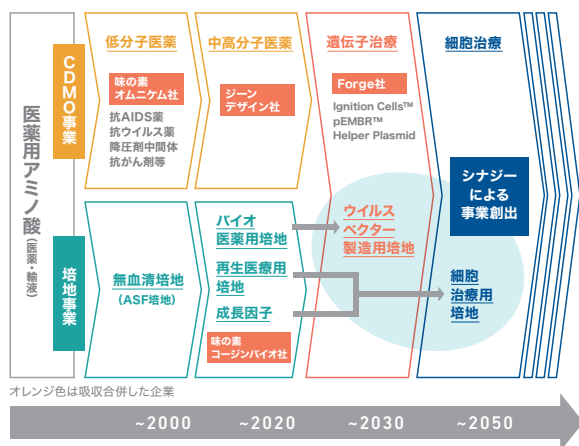 低分子医薬
中高分子医薬
遺伝子治療
細胞治療
医薬用アミノ酸
（医薬・輸液）
CDMO事業
味の素
オムニケム社
抗AIDS薬
抗ウイルス薬
降圧剤中間体
抗がん剤等
ジーン
デザイン社
Forge社
Ignition Cells™
pEMBR™
Helper Plasmid
シナジー
による
事業創出
培地事業
無血清培地
(ASF培地)
バイオ
医薬用培地
再生医療用
培地
成長因子
味の素
コージンバイオ社
ウイルス
ベクター
製造用培地
細胞
治療用
培地
オレンジ色は吸収合併した企業
~2000
~2020
~2030
~2050